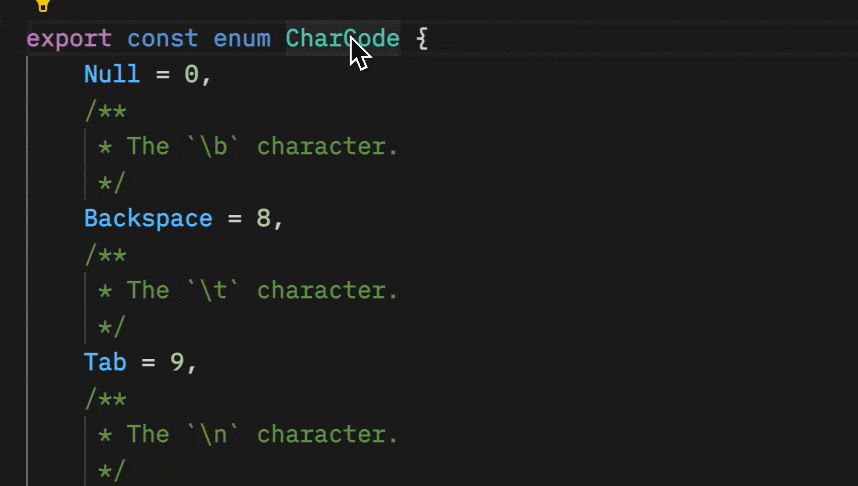 export const enum CharCode {
Null = 0,
/**
* The `\b` character.
*/
Backspace = 8,
/**
* The `\t` character.
*/
Tab = 9,
/**
* The `\n` character.
*/